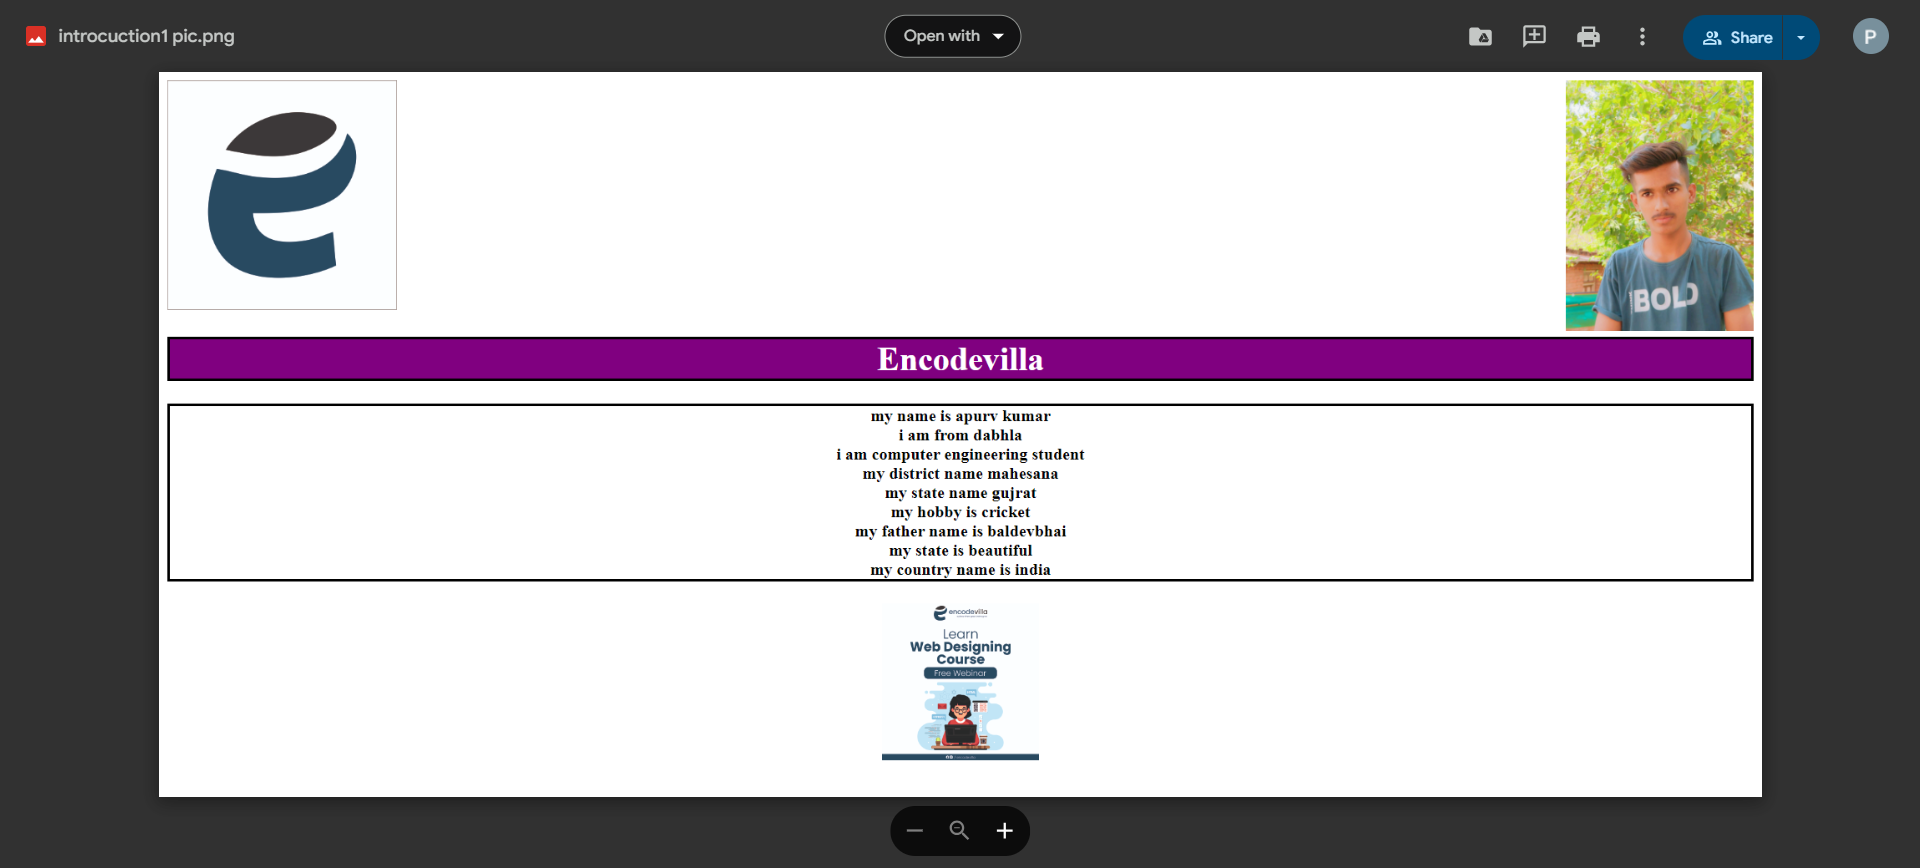 introcuction1 pic.png
Open with
Share
P
BOLD
Encodevilla
my name is apurv kumar
i am from dabhla
i am computer engineering student
my district name mahesana
my state name gujrat
my hobby is cricket
my father name is baldevbhai
my state is beautiful
my country name is india
encodevilla
Learn
Web Designing
Course
Free Webinar